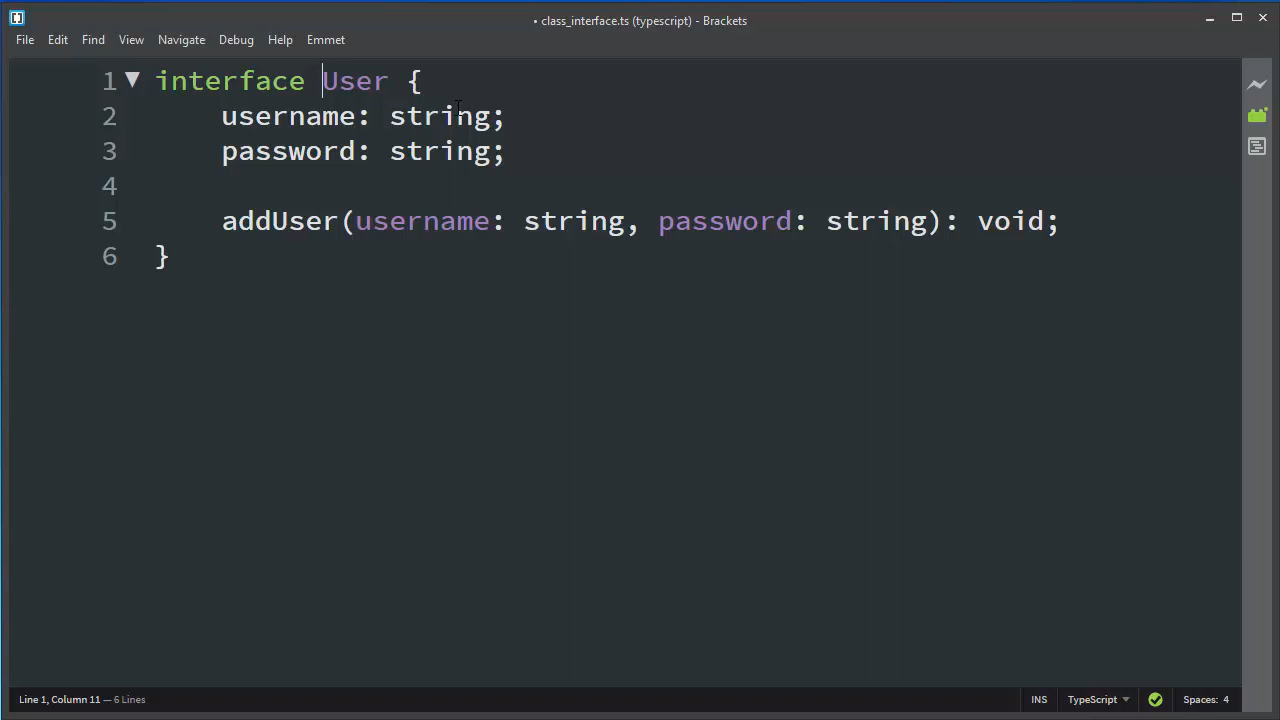 • class_interface.ts (typescript) - Brackets
File Edit Find View Navigate Debug Help Emmet
1 interface User {
2 username: string;
3 password: string;
4
5 addUser(username: string, password: string): void;
6 }
Line 1, Column 11 — 6 Lines INS TypeScript Spaces: 4